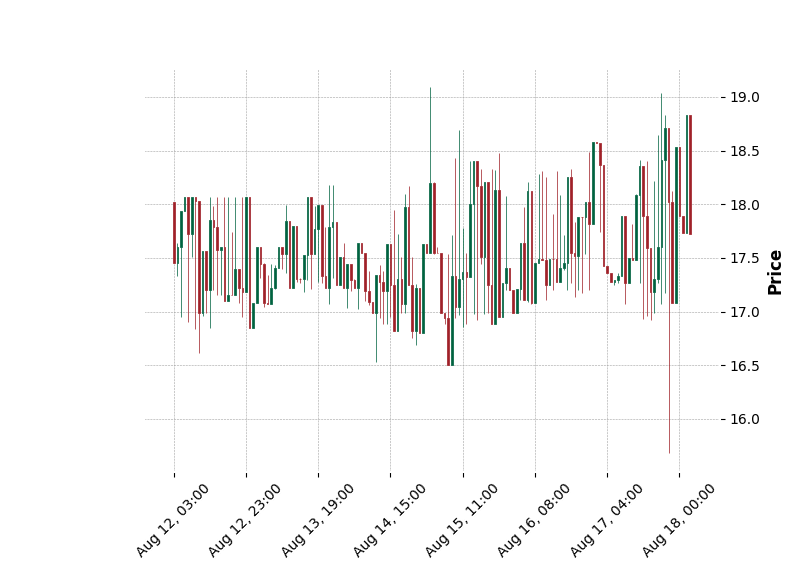 19.0
18.5
18.0
17.5
17.0
16.5
16.0
Price
Aug 12, 03:00
Aug 12, 23:00
Aug 13, 19:00
Aug 14, 15:00
Aug 15, 11:00
Aug 16, 08:00
Aug 17, 04:00
Aug 18, 00:00